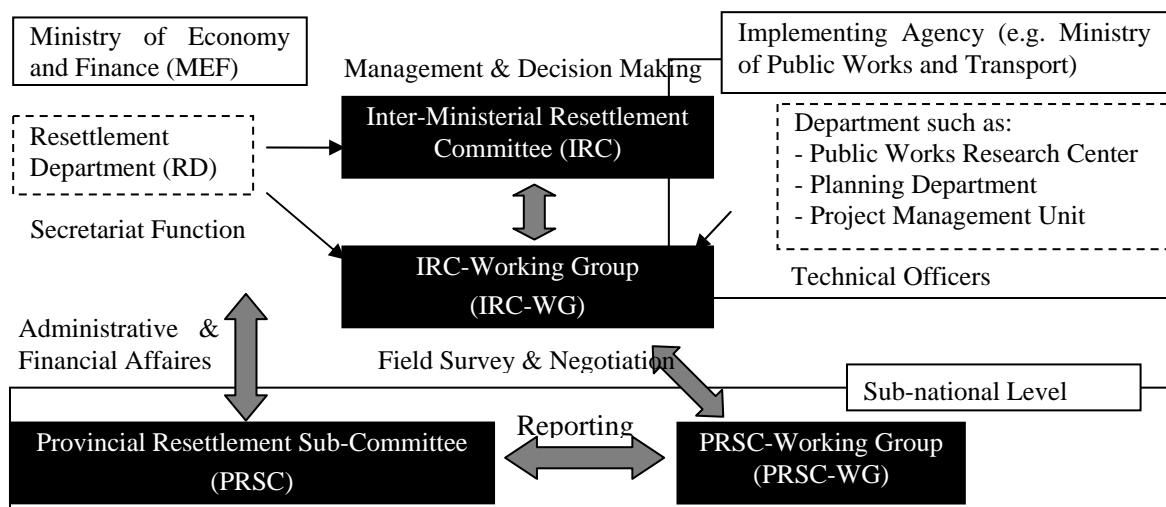 Ministry of Economy
and Finance (MEF)
Implementing Agency (e.g. Ministry
of Public Works and Transport)
Management & Decision Making
Inter-Ministerial Resettlement
Committee (IRC)
Resettlement
Department (RD)
Department such as:
- Public Works Research Center
- Planning Department
- Project Management Unit
Secretariat Function
IRC-Working Group
(IRC-WG)
Technical Officers
Administrative &
Financial Affaires
Field Survey & Negotiation
Sub-national Level
Provincial Resettlement Sub-Committee
(PRSC)
Reporting
PRSC-Working Group
(PRSC-WG)